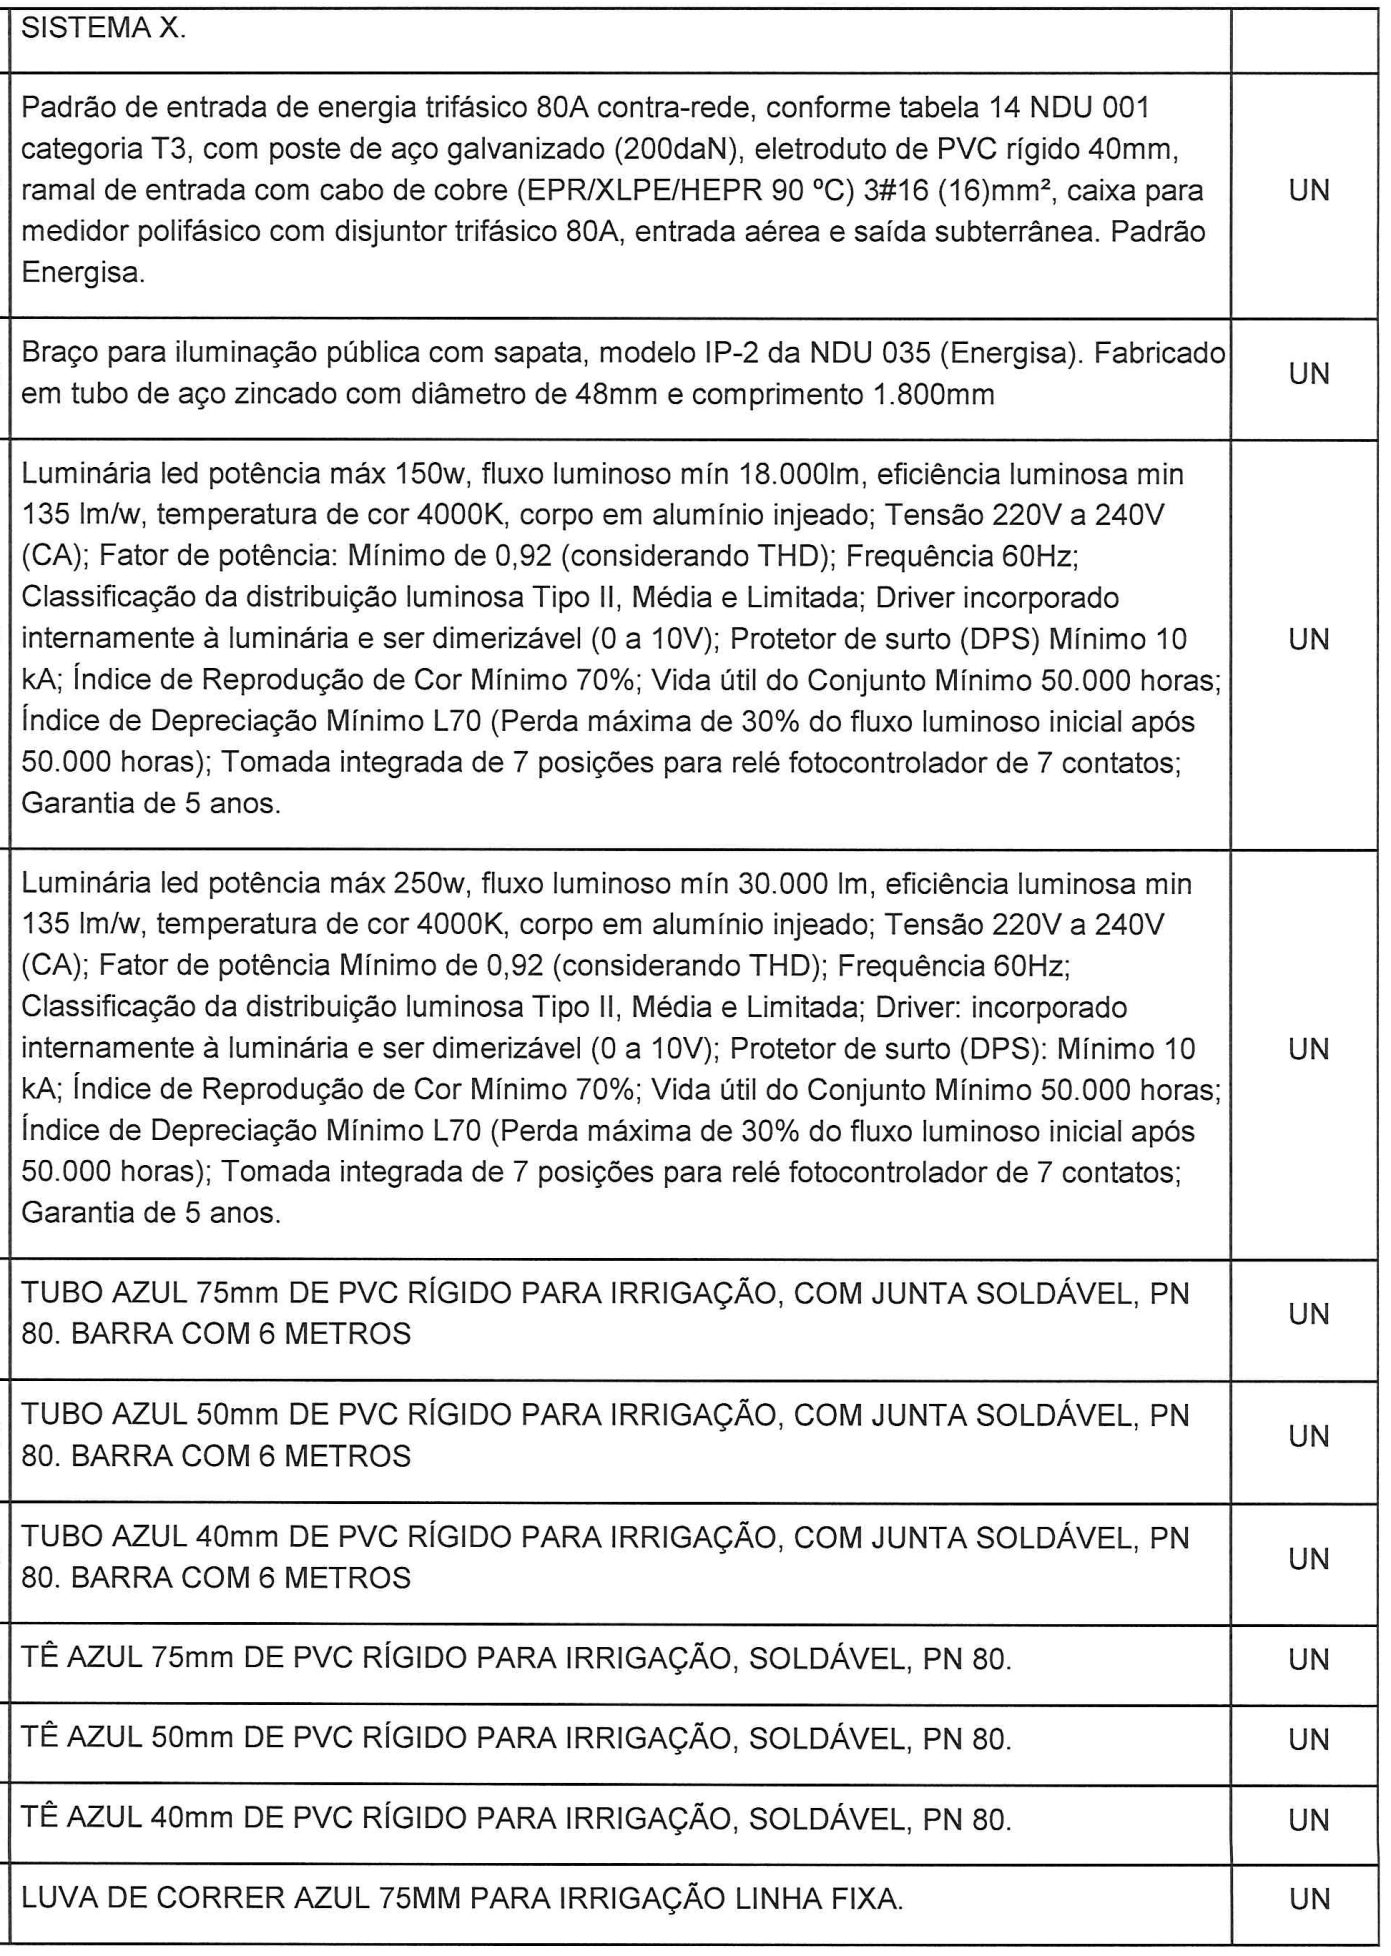 SISTEMA X.
Padrão de entrada de energia trifásico 80A contra-rede, conforme tabela 14 NDU 001
categoria T3, com poste de aço galvanizado (200daN), eletroduto de PVC rígido 40mm,
ramal de entrada com cabo de cobre (EPR/XLPE/HEPR 90 ºC) 3#16 (16)mm², caixa para
medidor polifásico com disjuntor trifásico 80A, entrada aérea e saída subterrânea. Padrão
Energisa.
UN
Braço para iluminação pública com sapata, modelo IP-2 da NDU 035 (Energisa). Fabricado
em tubo de aço zincado com diâmetro de 48mm e comprimento 1.800mm
UN
Luminária led potência máx 150w, fluxo luminoso mín 18.000lm, eficiência luminosa min
135 lm/w, temperatura de cor 4000K, corpo em alumínio injeado; Tensão 220V a 240V
(CA); Fator de potência: Mínimo de 0,92 (considerando THD); Frequência 60Hz;
Classificação da distribuição luminosa Tipo II, Média e Limitada; Driver incorporado
internamente à luminária e ser dimerizável (0 a 10V); Protetor de surto (DPS) Mínimo 10
kA; Índice de Reprodução de Cor Mínimo 70%; Vida útil do Conjunto Mínimo 50.000 horas;
Índice de Depreciação Mínimo L70 (Perda máxima de 30% do fluxo luminoso inicial após
50.000 horas); Tomada integrada de 7 posições para relé fotocontrolador de 7 contatos;
Garantia de 5 anos.
UN
Luminária led potência máx 250w, fluxo luminoso mín 30.000 lm, eficiência luminosa min
135 lm/w, temperatura de cor 4000K, corpo em alumínio injeado; Tensão 220V a 240V
(CA); Fator de potência Mínimo de 0,92 (considerando THD); Frequência 60Hz;
Classificação da distribuição luminosa Tipo II, Média e Limitada; Driver: incorporado
internamente à luminária e ser dimerizável (0 a 10V); Protetor de surto (DPS): Mínimo 10
kA; Índice de Reprodução de Cor Mínimo 70%; Vida útil do Conjunto Mínimo 50.000 horas;
Índice de Depreciação Mínimo L70 (Perda máxima de 30% do fluxo luminoso inicial após
50.000 horas); Tomada integrada de 7 posições para relé fotocontrolador de 7 contatos;
Garantia de 5 anos.
UN
TUBO AZUL 75mm DE PVC RÍGIDO PARA IRRIGAÇÃO, COM JUNTA SOLDÁVEL, PN
80. BARRA COM 6 METROS
UN
TUBO AZUL 50mm DE PVC RÍGIDO PARA IRRIGAÇÃO, COM JUNTA SOLDÁVEL, PN
80. BARRA COM 6 METROS
UN
TUBO AZUL 40mm DE PVC RÍGIDO PARA IRRIGAÇÃO, COM JUNTA SOLDÁVEL, PN
80. BARRA COM 6 METROS
UN
TÊ AZUL 75mm DE PVC RÍGIDO PARA IRRIGAÇÃO, SOLDÁVEL, PN 80.
UN
TÊ AZUL 50mm DE PVC RÍGIDO PARA IRRIGAÇÃO, SOLDÁVEL, PN 80.
UN
TÊ AZUL 40mm DE PVC RÍGIDO PARA IRRIGAÇÃO, SOLDÁVEL, PN 80.
UN
LUVA DE CORRER AZUL 75MM PARA IRRIGAÇÃO LINHA FIXA.
UN